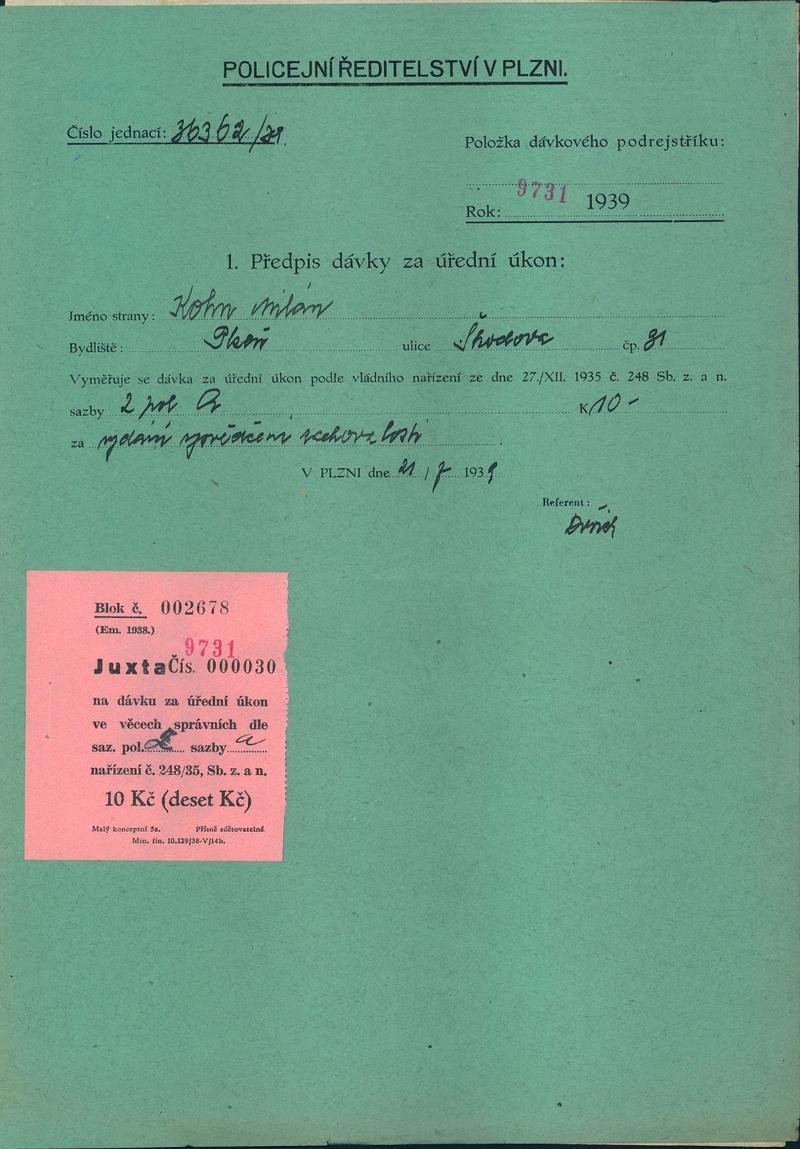 POLICEJNÍ ŘEDITELSTVÍ V PLZNI.
Číslo jednací: 36362/39.
Položka dávkového podrejstříku:
9731
Rok: 1939
1. Předpis dávky za úřední úkon:
Jméno strany: Kohn Milán
Bydliště: Plzeň ulice Škodova čp. 31
Vyměřuje se dávka za úřední úkon podle vládního nařízení ze dne 27./XII. 1935 č. 248 Sb. z. a n.
sazby 2 pol a, K 10 -
za vydání vysvědčení zachovalosti.
V PLZNI dne 21/7 1939
Referent:
Blok č. 002678
(Em. 1938.)
9731
Juxta Čís. 000030
na dávku za úřední úkon
ve věcech správních dle
saz. pol. 2 sazby a
nařízení č. 248/35, Sb. z. a n.
10 Kč (deset Kč)
Malý konceptní 5a. Přísně zúčtovatelné
Min. fin. 10.129/38-V/14b.